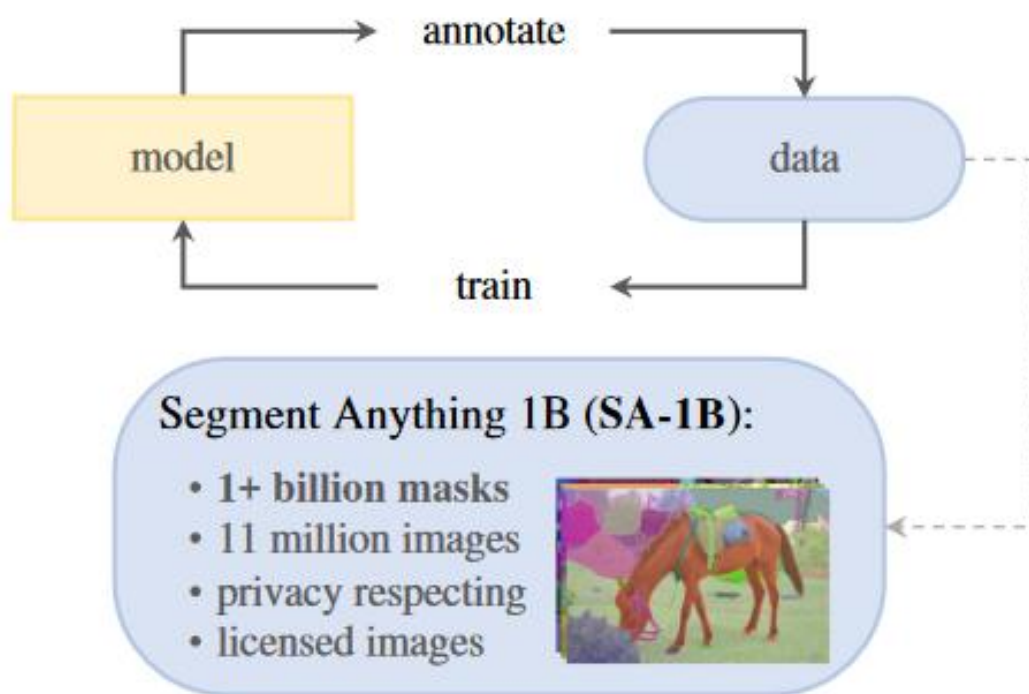 annotate
model
data
train
Segment Anything 1B (SA-1B):
• 1+ billion masks
• 11 million images
• privacy respecting
• licensed images